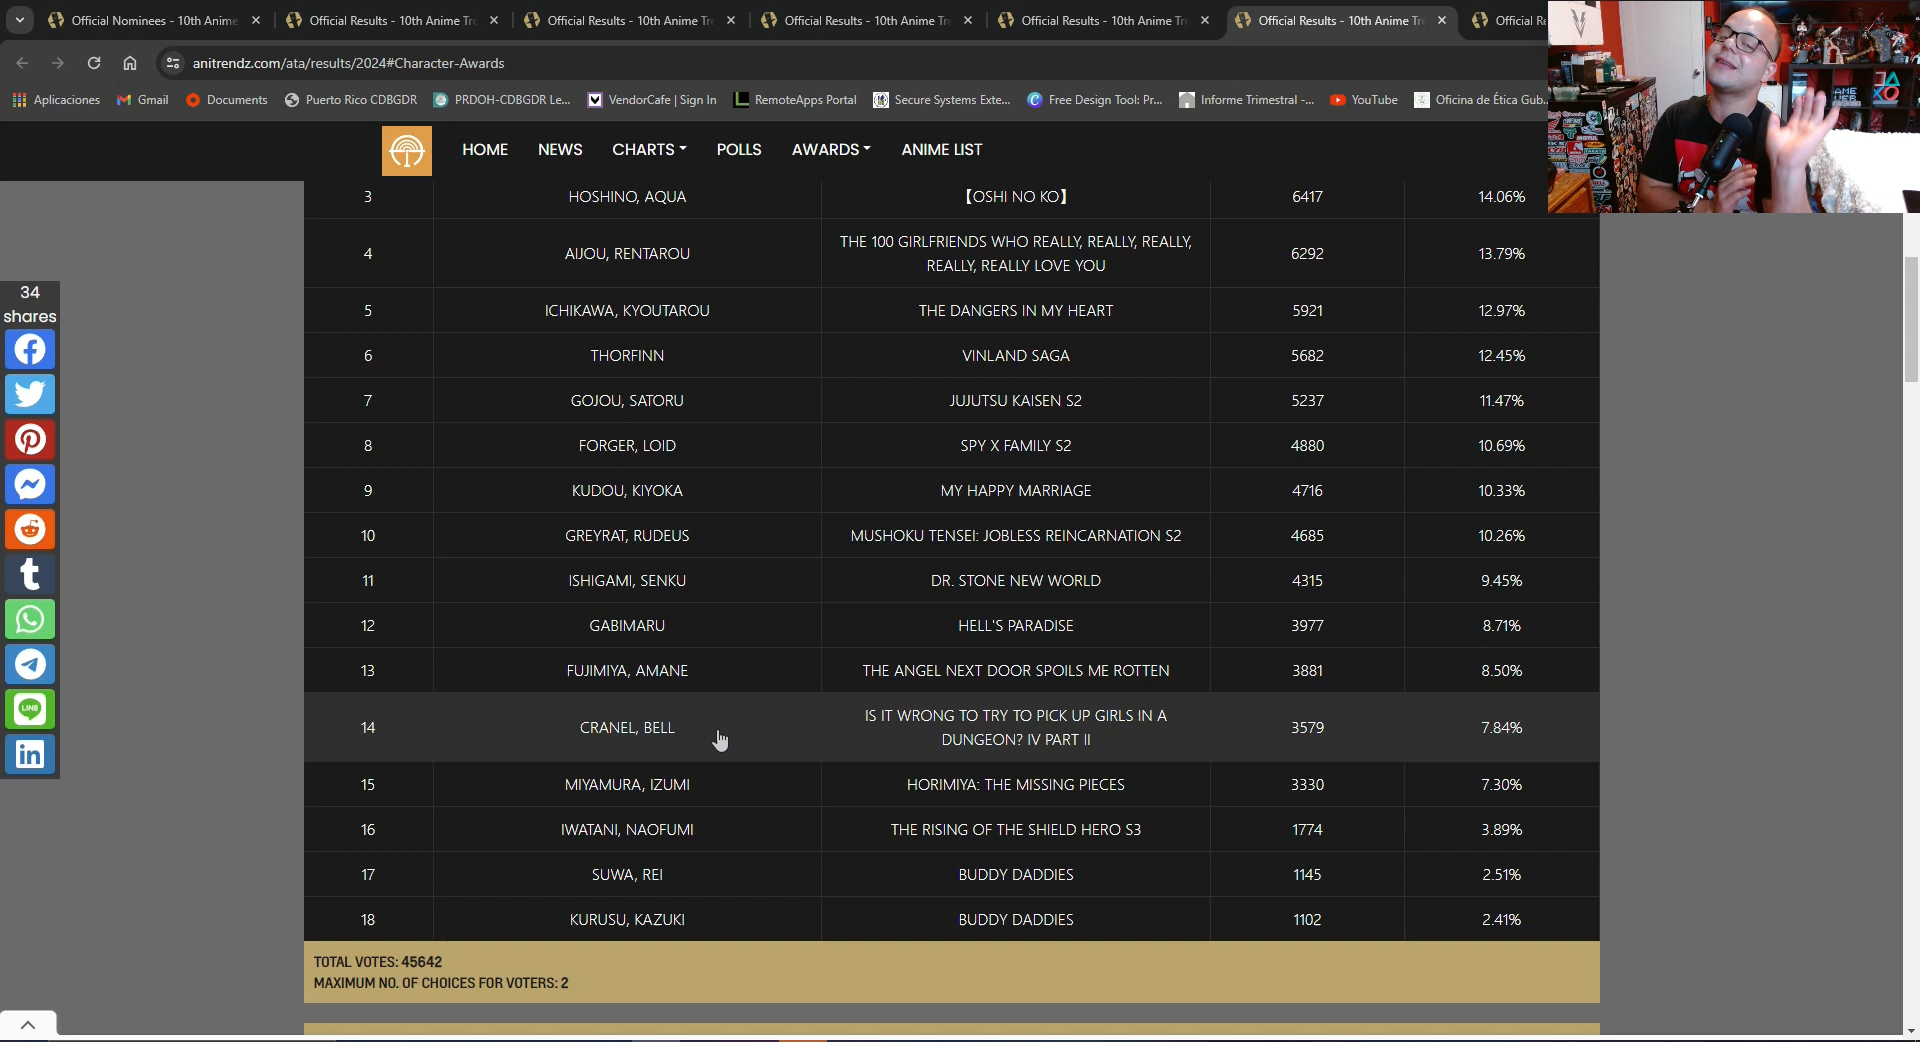 Official Nominees - 10th Anime
Official Results - 10th Anime Tr
Official Results - 10th Anime Tr
Official Results - 10th Anime Tr
Official Results - 10th Anime Tr
Official Results - 10th Anime Tr
Official Re
anitrendz.com/ata/results/2024#Character-Awards
Aplicaciones
Gmail
Documents
Puerto Rico CDBGDR
PRDOH-CDBGDR Le...
VendorCafe | Sign In
RemoteApps Portal
Secure Systems Exte...
Free Design Tool: Pr...
Informe Trimestral -...
YouTube
Oficina de Ética Gub...
HOME NEWS CHARTS POLLS AWARDS ANIME LIST
3 HOSHINO, AQUA 【OSHI NO KO】 6417 14.06%
4 AIJOU, RENTAROU THE 100 GIRLFRIENDS WHO REALLY, REALLY, REALLY, 6292 13.79%
REALLY, REALLY LOVE YOU
5 ICHIKAWA, KYOUTAROU THE DANGERS IN MY HEART 5921 12.97%
6 THORFINN VINLAND SAGA 5682 12.45%
7 GOJOU, SATORU JUJUTSU KAISEN S2 5237 11.47%
8 FORGER, LOID SPY X FAMILY S2 4880 10.69%
9 KUDOU, KIYOKA MY HAPPY MARRIAGE 4716 10.33%
10 GREYRAT, RUDEUS MUSHOKU TENSEI: JOBLESS REINCARNATION S2 4685 10.26%
11 ISHIGAMI, SENKU DR. STONE NEW WORLD 4315 9.45%
12 GABIMARU HELL'S PARADISE 3977 8.71%
13 FUJIMIYA, AMANE THE ANGEL NEXT DOOR SPOILS ME ROTTEN 3881 8.50%
14 CRANEL, BELL IS IT WRONG TO TRY TO PICK UP GIRLS IN A 3579 7.84%
DUNGEON? IV PART II
15 MIYAMURA, IZUMI HORIMIYA: THE MISSING PIECES 3330 7.30%
16 IWATANI, NAOFUMI THE RISING OF THE SHIELD HERO S3 1774 3.89%
17 SUWA, REI BUDDY DADDIES 1145 2.51%
18 KURUSU, KAZUKI BUDDY DADDIES 1102 2.41%
TOTAL VOTES: 45642
MAXIMUM NO. OF CHOICES FOR VOTERS: 2
34
shares
LINE